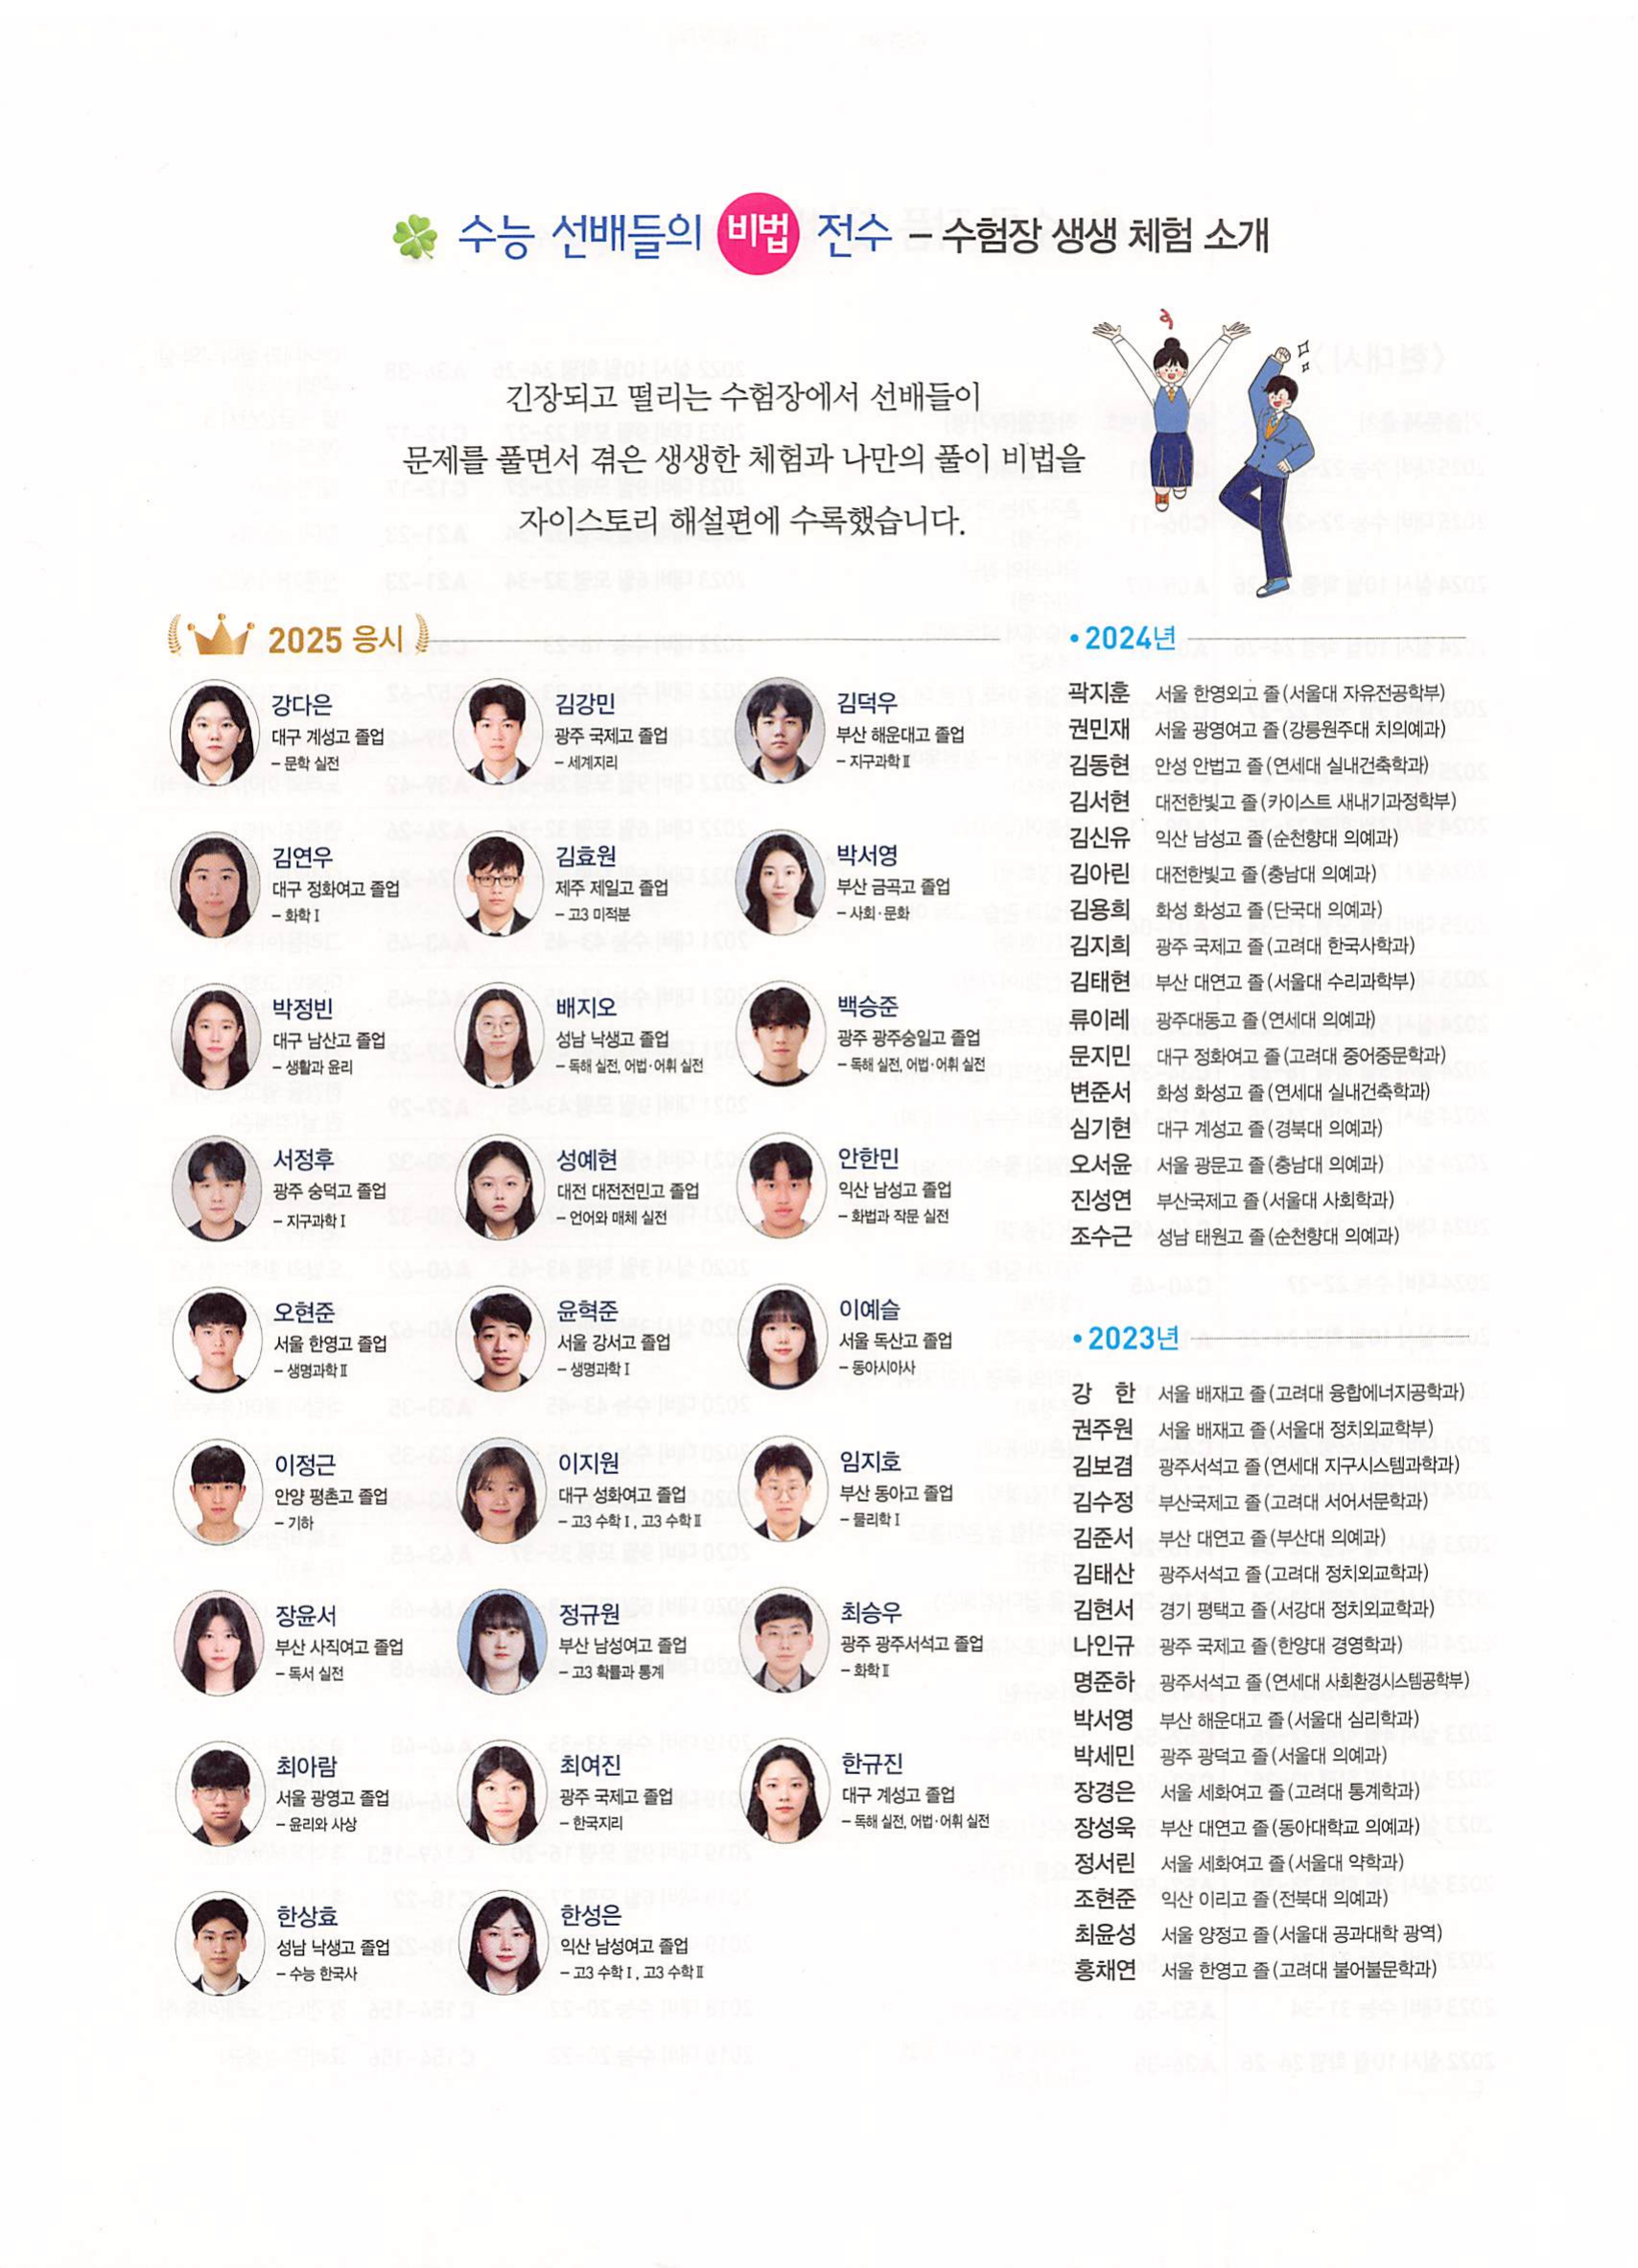 수능 선배들의 비법 전수 – 수험장 생생 체험 소개
긴장되고 떨리는 수험장에서 선배들이
문제를 풀면서 겪은 생생한 체험과 나만의 풀이 비법을
자이스토리 해설편에 수록했습니다.
2025 응시
강다은
대구 계성고 졸업
– 문학 실전
김강민
광주 국제고 졸업
– 세계지리
김덕우
부산 해운대고 졸업
– 지구과학 Ⅱ
김연우
대구 정화여고 졸업
– 화학 Ⅰ
김효원
제주 제일고 졸업
– 고3 미적분
박서영
부산 금곡고 졸업
– 사회·문화
박정빈
대구 남산고 졸업
– 생활과 윤리
배지오
성남 낙생고 졸업
– 독해 실전, 어법·어휘 실전
백승준
광주 광주숭일고 졸업
– 독해 실전, 어법·어휘 실전
서정후
광주 숭덕고 졸업
– 지구과학 Ⅰ
성예현
대전 대전전민고 졸업
– 언어와 매체 실전
안한민
익산 남성고 졸업
– 화법과 작문 실전
오현준
서울 한영고 졸업
– 생명과학 Ⅱ
윤혁준
서울 강서고 졸업
– 생명과학 Ⅰ
이예슬
서울 독산고 졸업
– 동아시아사
이정근
안양 평촌고 졸업
– 기하
이지원
대구 성화여고 졸업
– 고3 수학Ⅰ, 고3 수학Ⅱ
임지호
부산 동아고 졸업
– 물리학 Ⅰ
장윤서
부산 사직여고 졸업
– 독서 실전
정규원
부산 남성여고 졸업
– 고3 확률과 통계
최승우
광주 광주서석고 졸업
– 화학 Ⅱ
최아람
서울 광영고 졸업
– 윤리와 사상
최여진
광주 국제고 졸업
– 한국지리
한규진
대구 계성고 졸업
– 독해 실전, 어법·어휘 실전
한상효
성남 낙생고 졸업
– 수능 한국사
한성은
익산 남성여고 졸업
– 고3 수학Ⅰ, 고3 수학Ⅱ
• 2024년
곽지훈 서울 한영외고 졸 (서울대 자유전공학부)
권민재 서울 광영여고 졸 (강릉원주대 치의예과)
김동현 안성 안법고 졸 (연세대 실내건축학과)
김서현 대전한빛고 졸 (카이스트 새내기과정학부)
김신유 익산 남성고 졸 (순천향대 의예과)
김아린 대전한빛고 졸 (충남대 의예과)
김용희 화성 화성고 졸 (단국대 의예과)
김지희 광주 국제고 졸 (고려대 한국사학과)
김태현 부산 대연고 졸 (서울대 수리과학부)
류이레 광주대동고 졸 (연세대 의예과)
문지민 대구 정화여고 졸 (고려대 중어중문학과)
변준서 화성 화성고 졸 (연세대 실내건축학과)
심기현 대구 계성고 졸 (경북대 의예과)
오서윤 서울 광문고 졸 (충남대 의예과)
진성연 부산국제고 졸 (서울대 사회학과)
조수근 성남 태원고 졸 (순천향대 의예과)
• 2023년
강 한 서울 배재고 졸 (고려대 융합에너지공학과)
권주원 서울 배재고 졸 (서울대 정치외교학부)
김보겸 광주서석고 졸 (연세대 지구시스템과학과)
김수정 부산국제고 졸 (고려대 서어서문학과)
김준서 부산 대연고 졸 (부산대 의예과)
김태산 광주서석고 졸 (고려대 정치외교학과)
김현서 경기 평택고 졸 (서강대 정치외교학과)
나인규 광주 국제고 졸 (한양대 경영학과)
명준하 광주서석고 졸 (연세대 사회환경시스템공학부)
박서영 부산 해운대고 졸 (서울대 심리학과)
박세민 광주 광덕고 졸 (서울대 의예과)
장경은 서울 세화여고 졸 (고려대 통계학과)
장성욱 부산 대연고 졸 (동아대학교 의예과)
정서린 서울 세화여고 졸 (서울대 약학과)
조현준 익산 이리고 졸 (전북대 의예과)
최윤성 서울 양정고 졸 (서울대 공과대학 광역)
홍채연 서울 한영고 졸 (고려대 불어불문학과)